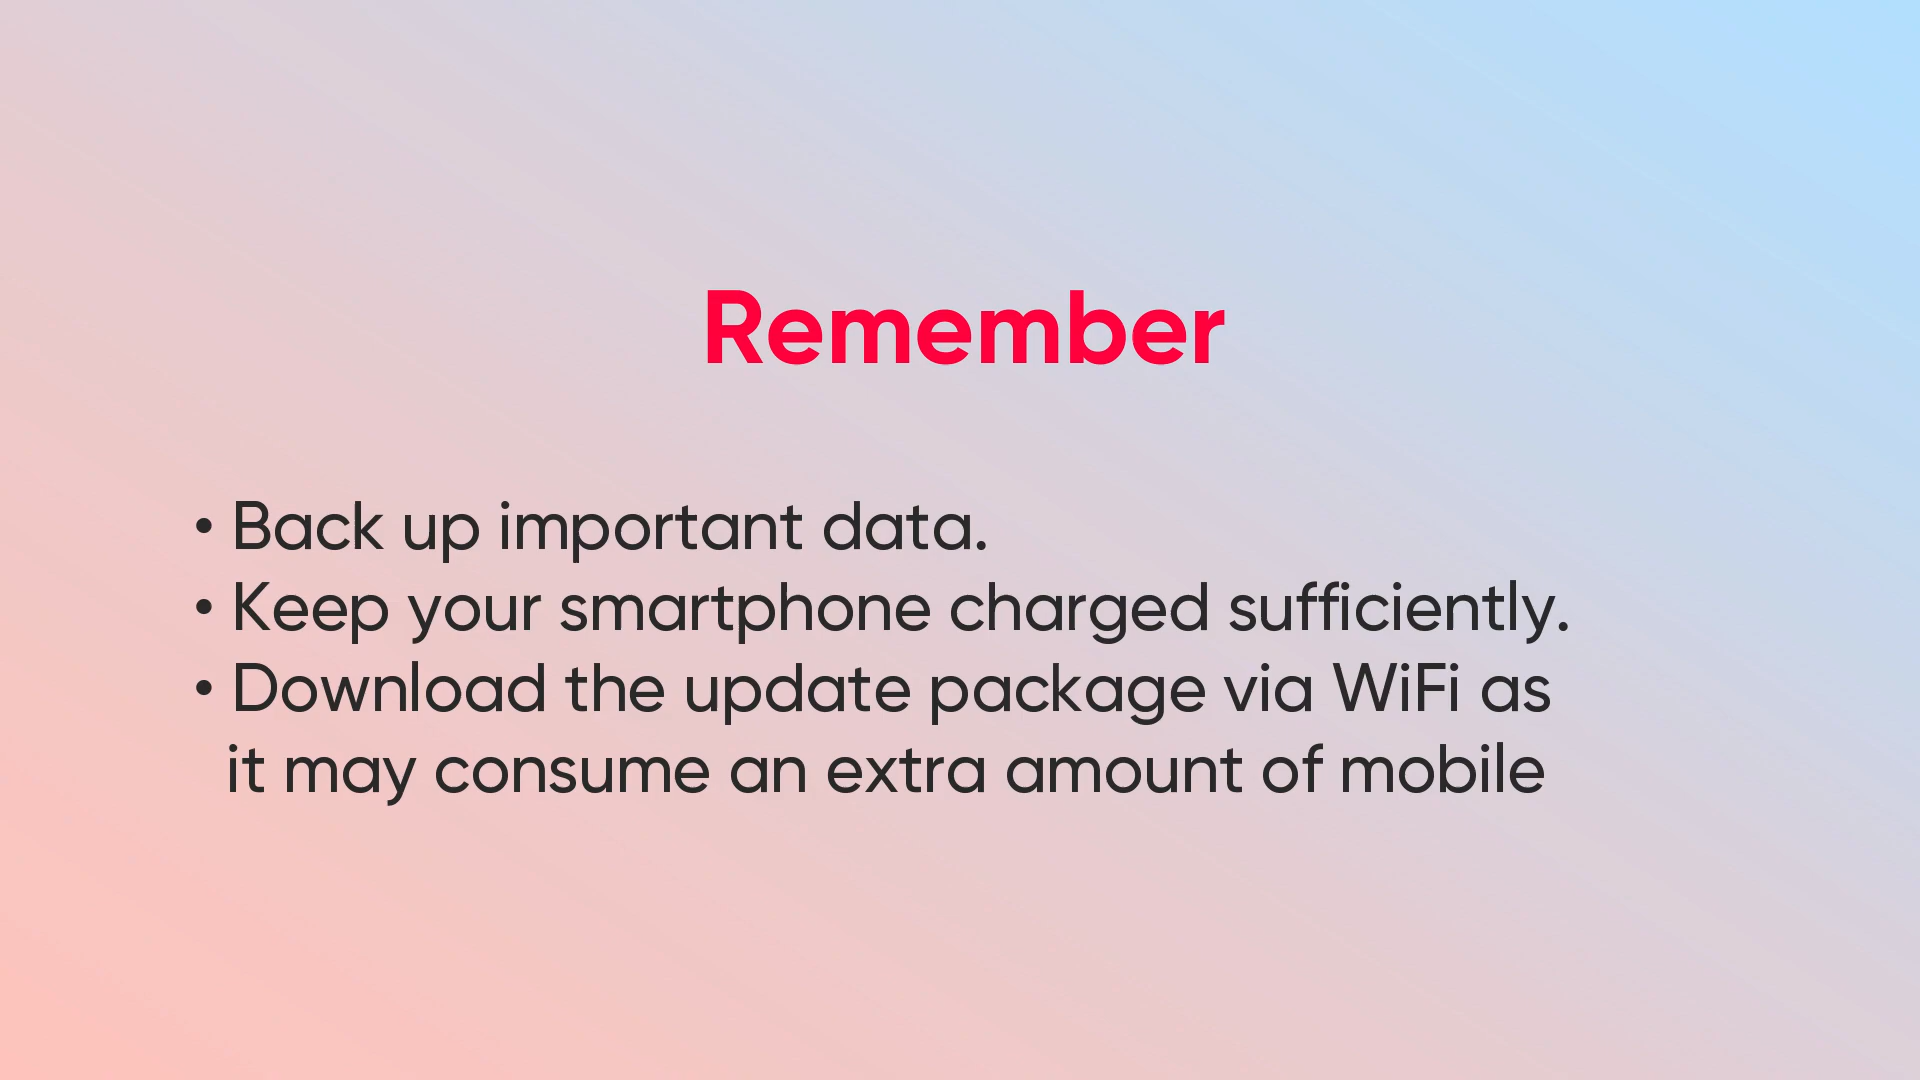 Remember
• Back up important data.
• Keep your smartphone charged sufficiently.
• Download the update package via WiFi as
it may consume an extra amount of mobile